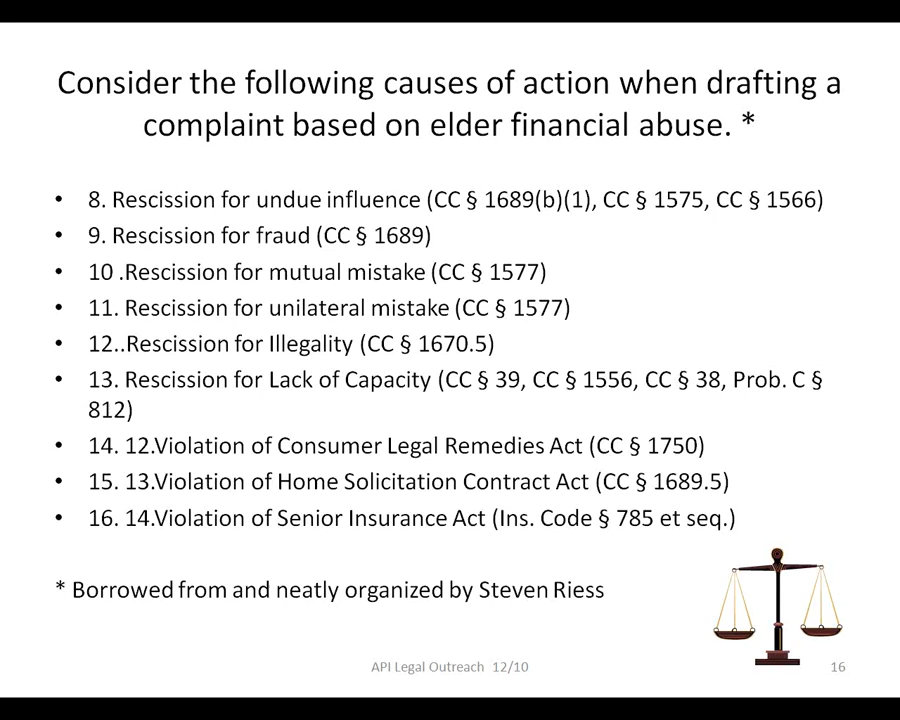 Consider the following causes of action when drafting a
complaint based on elder financial abuse. *
• 8. Rescission for undue influence (CC § 1689(b)(1), CC § 1575, CC § 1566)
• 9. Rescission for fraud (CC § 1689)
• 10 .Rescission for mutual mistake (CC § 1577)
• 11. Rescission for unilateral mistake (CC § 1577)
• 12..Rescission for Illegality (CC § 1670.5)
• 13. Rescission for Lack of Capacity (CC § 39, CC § 1556, CC § 38, Prob. C §
812)
• 14. 12.Violation of Consumer Legal Remedies Act (CC § 1750)
• 15. 13.Violation of Home Solicitation Contract Act (CC § 1689.5)
• 16. 14.Violation of Senior Insurance Act (Ins. Code § 785 et seq.)
* Borrowed from and neatly organized by Steven Riess
API Legal Outreach 12/10
16